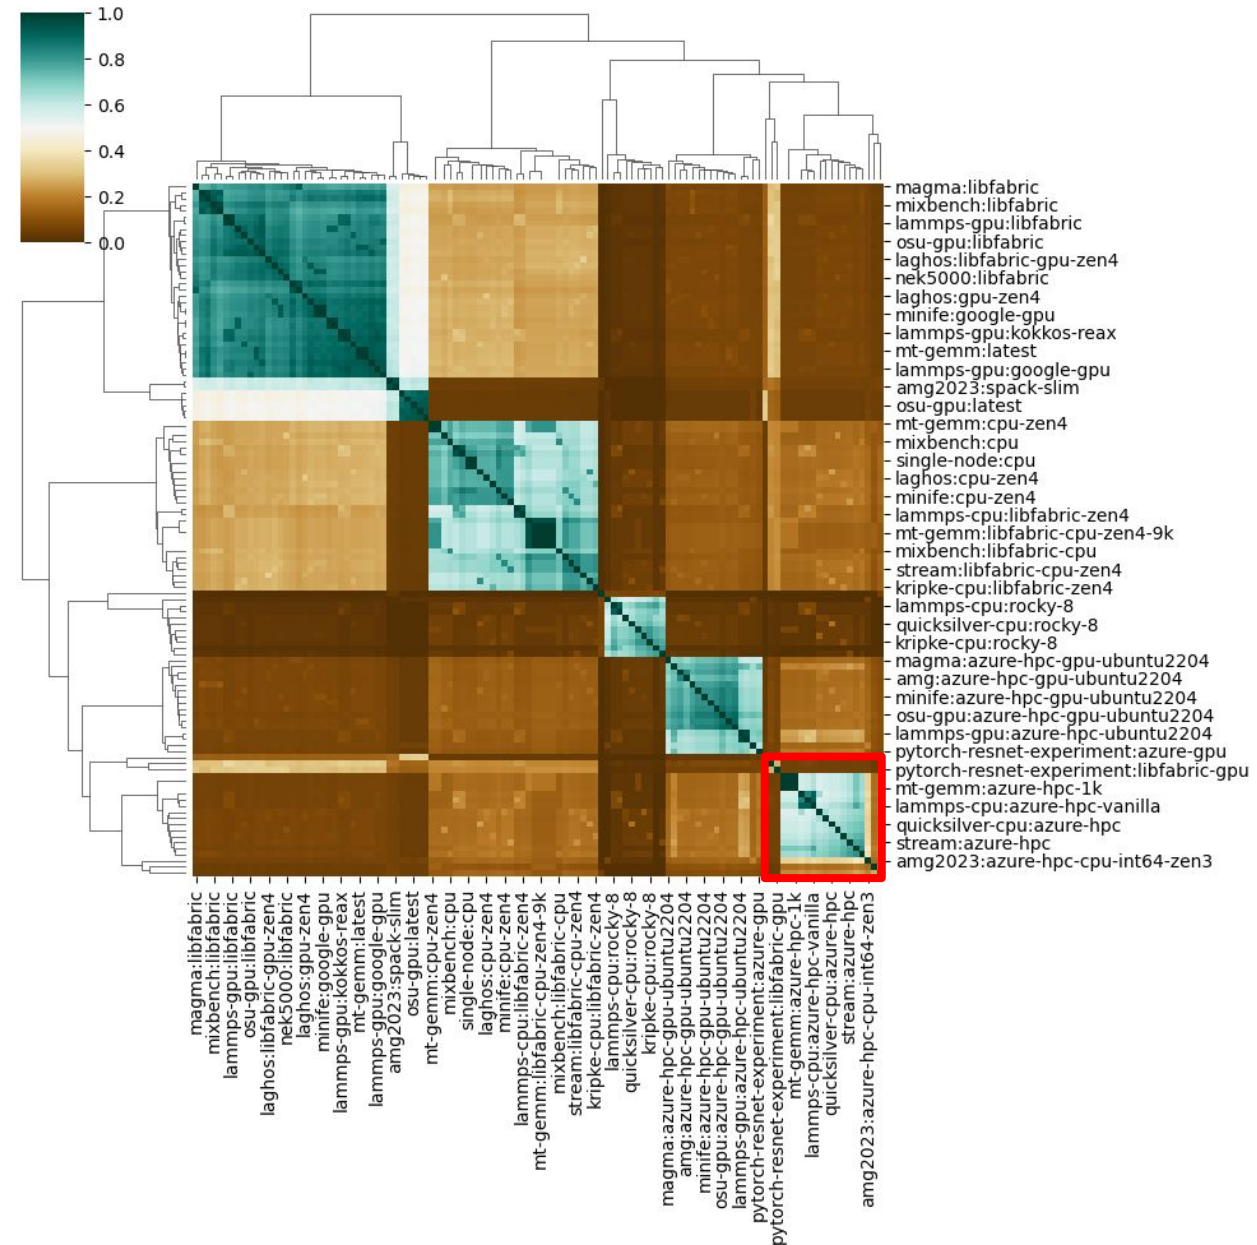 1.0
0.8
0.6
0.4
0.2
0.0
magma:libfabric
mixbench:libfabric
lammps-gpu:libfabric
osu-gpu:libfabric
laghos:libfabric-gpu-zen4
nek5000:libfabric
laghos:gpu-zen4
minife:google-gpu
lammps-gpu:kokkos-reax
mt-gemm:latest
lammps-gpu:google-gpu
amg2023:spack-slim
osu-gpu:latest
mt-gemm:cpu-zen4
mixbench:cpu
single-node:cpu
laghos:cpu-zen4
minife:cpu-zen4
lammps-cpu:libfabric-zen4
mt-gemm:libfabric-cpu-zen4-9k
mixbench:libfabric-cpu
stream:libfabric-cpu-zen4
kripke-cpu:libfabric-zen4
lammps-cpu:rocky-8
quicksilver-cpu:rocky-8
kripke-cpu:rocky-8
magma:azure-hpc-gpu-ubuntu2204
amg:azure-hpc-gpu-ubuntu2204
minife:azure-hpc-gpu-ubuntu2204
osu-gpu:azure-hpc-gpu-ubuntu2204
lammps-gpu:azure-hpc-ubuntu2204
pytorch-resnet-experiment:azure-gpu
pytorch-resnet-experiment:libfabric-gpu
mt-gemm:azure-hpc-1k
lammps-cpu:azure-hpc-vanilla
quicksilver-cpu:azure-hpc
stream:azure-hpc
amg2023:azure-hpc-cpu-int64-zen3
magma:libfabric
mixbench:libfabric
lammps-gpu:libfabric
osu-gpu:libfabric
laghos:libfabric-gpu-zen4
nek5000:libfabric
laghos:gpu-zen4
minife:google-gpu
lammps-gpu:kokkos-reax
mt-gemm:latest
lammps-gpu:google-gpu
amg2023:spack-slim
osu-gpu:latest
mt-gemm:cpu-zen4
mixbench:cpu
single-node:cpu
laghos:cpu-zen4
minife:cpu-zen4
lammps-cpu:libfabric-zen4
mt-gemm:libfabric-cpu-zen4-9k
mixbench:libfabric-cpu
stream:libfabric-cpu-zen4
kripke-cpu:libfabric-zen4
lammps-cpu:rocky-8
quicksilver-cpu:rocky-8
kripke-cpu:rocky-8
magma:azure-hpc-gpu-ubuntu2204
amg:azure-hpc-gpu-ubuntu2204
minife:azure-hpc-gpu-ubuntu2204
osu-gpu:azure-hpc-gpu-ubuntu2204
lammps-gpu:azure-hpc-ubuntu2204
pytorch-resnet-experiment:azure-gpu
pytorch-resnet-experiment:libfabric-gpu
mt-gemm:azure-hpc-1k
lammps-cpu:azure-hpc-vanilla
quicksilver-cpu:azure-hpc
stream:azure-hpc
amg2023:azure-hpc-cpu-int64-zen3